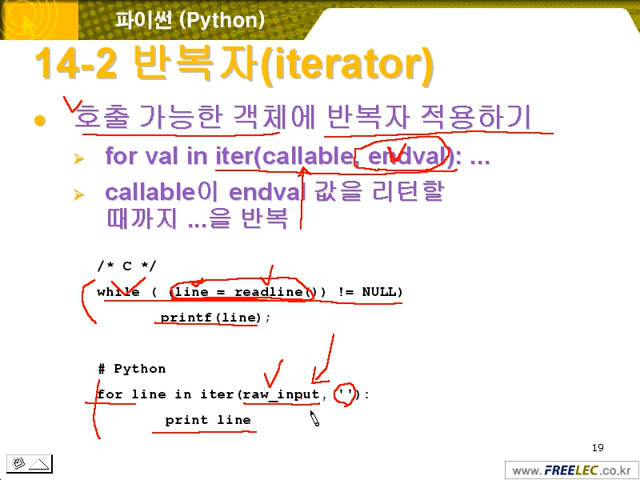 파이썬 (Python)
14-2 반복자(iterator)
호출 가능한 객체에 반복자 적용하기
for val in iter(callable, endval): ...
callable이 endval 값을 리턴할
때까지 ...을 반복
/* C */
while ( (line = readline()) != NULL)
printf(line);
# Python
for line in iter(raw_input, ''):
print line
19
www.FREELEC.co.kr